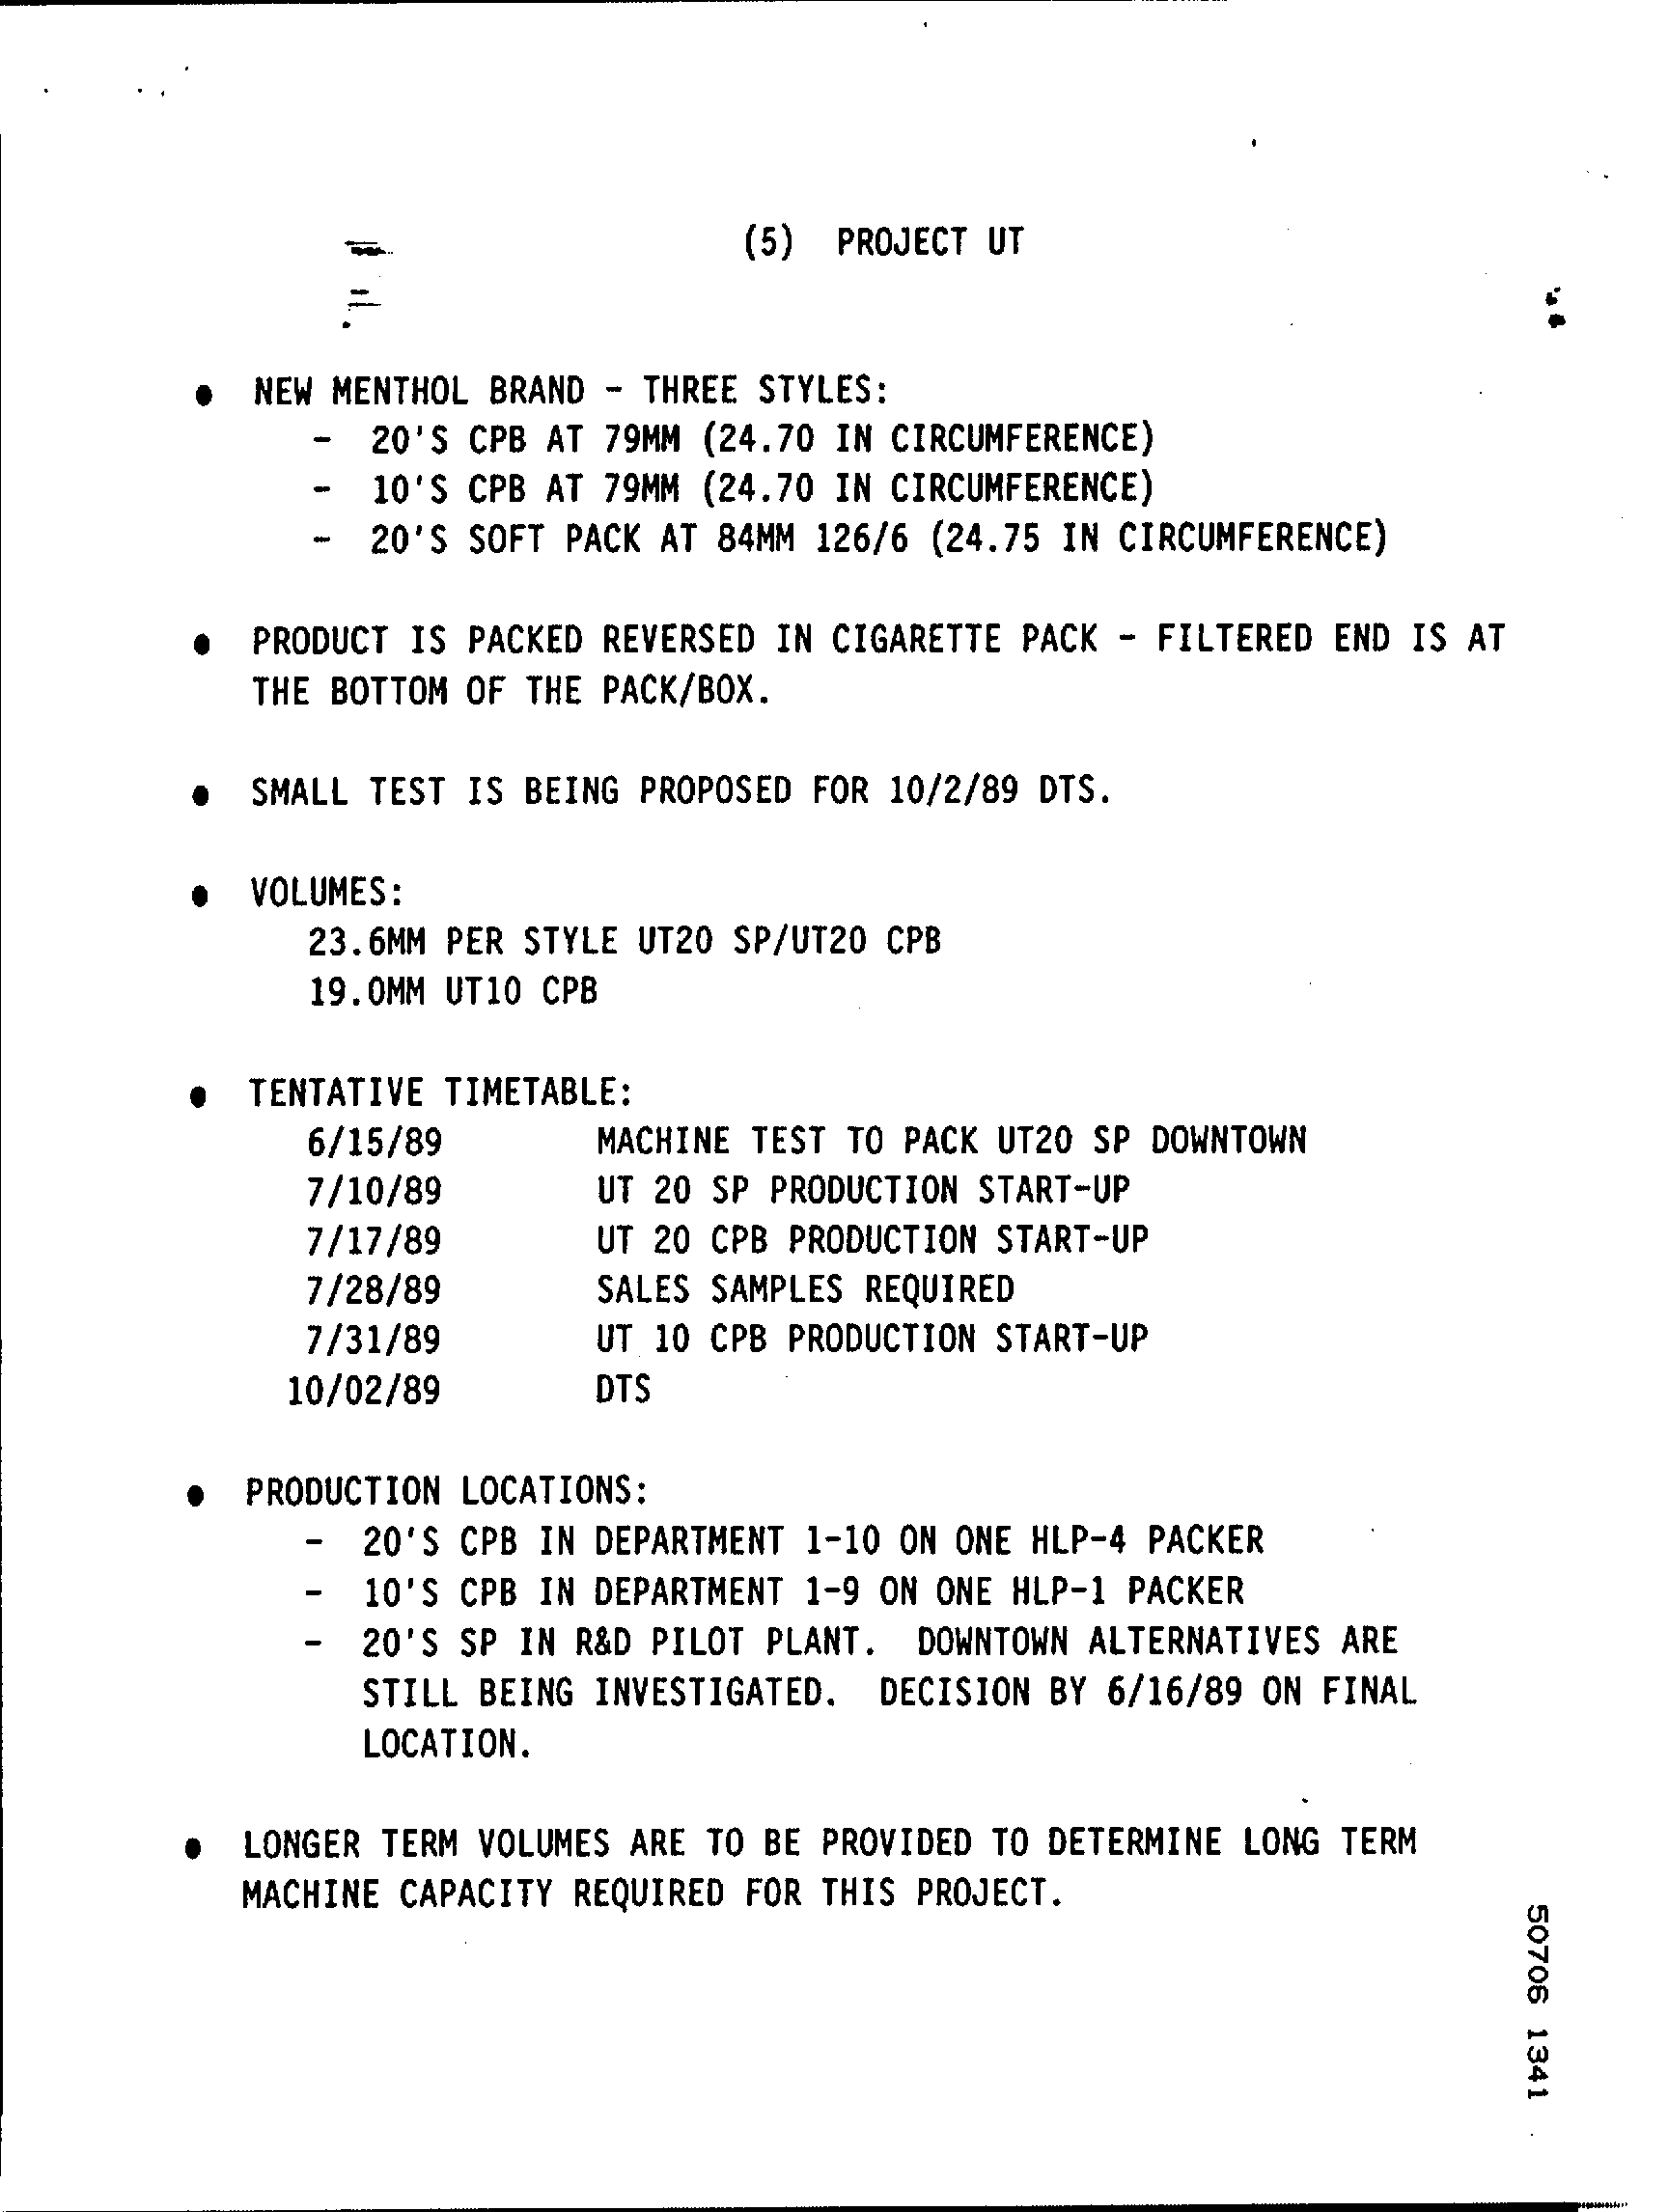 (5) PROJECT UT
● NEW MENTHOL BRAND - THREE STYLES:
- 20'S CPB AT 79MM (24.70 IN CIRCUMFERENCE)
- 10'S CPB AT 79MM (24.70 IN CIRCUMFERENCE)
- 20'S SOFT PACK AT 84MM 126/6 (24.75 IN CIRCUMFERENCE)
● PRODUCT IS PACKED REVERSED IN CIGARETTE PACK - FILTERED END IS AT
THE BOTTOM OF THE PACK/BOX.
● SMALL TEST IS BEING PROPOSED FOR 10/2/89 DTS.
● VOLUMES:
23.6MM PER STYLE UT20 SP/UT20 CPB
19.0MM UT10 CPB
● TENTATIVE TIMETABLE:
6/15/89 MACHINE TEST TO PACK UT20 SP DOWNTOWN
7/10/89 UT 20 SP PRODUCTION START-UP
7/17/89 UT 20 CPB PRODUCTION START-UP
7/28/89 SALES SAMPLES REQUIRED
7/31/89 UT 10 CPB PRODUCTION START-UP
10/02/89 DTS
● PRODUCTION LOCATIONS:
- 20'S CPB IN DEPARTMENT 1-10 ON ONE HLP-4 PACKER
- 10'S CPB IN DEPARTMENT 1-9 ON ONE HLP-1 PACKER
- 20'S SP IN R&D PILOT PLANT. DOWNTOWN ALTERNATIVES ARE
STILL BEING INVESTIGATED. DECISION BY 6/16/89 ON FINAL
LOCATION.
● LONGER TERM VOLUMES ARE TO BE PROVIDED TO DETERMINE LONG TERM
MACHINE CAPACITY REQUIRED FOR THIS PROJECT.
50706 1341